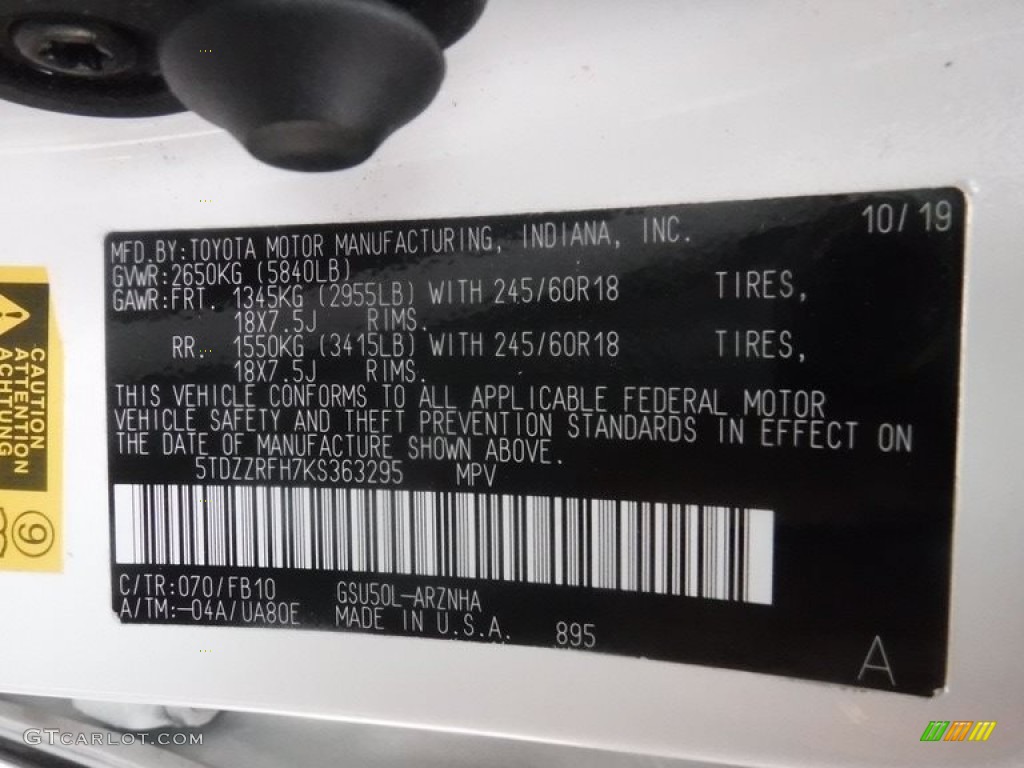 10/19
MFD.BY:TOYOTA MOTOR MANUFACTURING, INDIANA, INC.
GVWR:2650KG (5840LB)
GAWR:FRT. 1345KG (2955LB) WITH 245/60R18 TIRES,
18X7.5J RIMS.
RR. 1550KG (3415LB) WITH 245/60R18 TIRES,
18X7.5J RIMS.
THIS VEHICLE CONFORMS TO ALL APPLICABLE FEDERAL MOTOR
VEHICLE SAFETY AND THEFT PREVENTION STANDARDS IN EFFECT ON
THE DATE OF MANUFACTURE SHOWN ABOVE.
5TDZZRFH7KS363295 MPV
C/TR:070/FB10 GSU50L-ARZNHA
A/TM:-04A/UA80E MADE IN U.S.A. 895
A
CAUTION
ATTENTION
ACHTUNG
9
GTCARLOT.COM